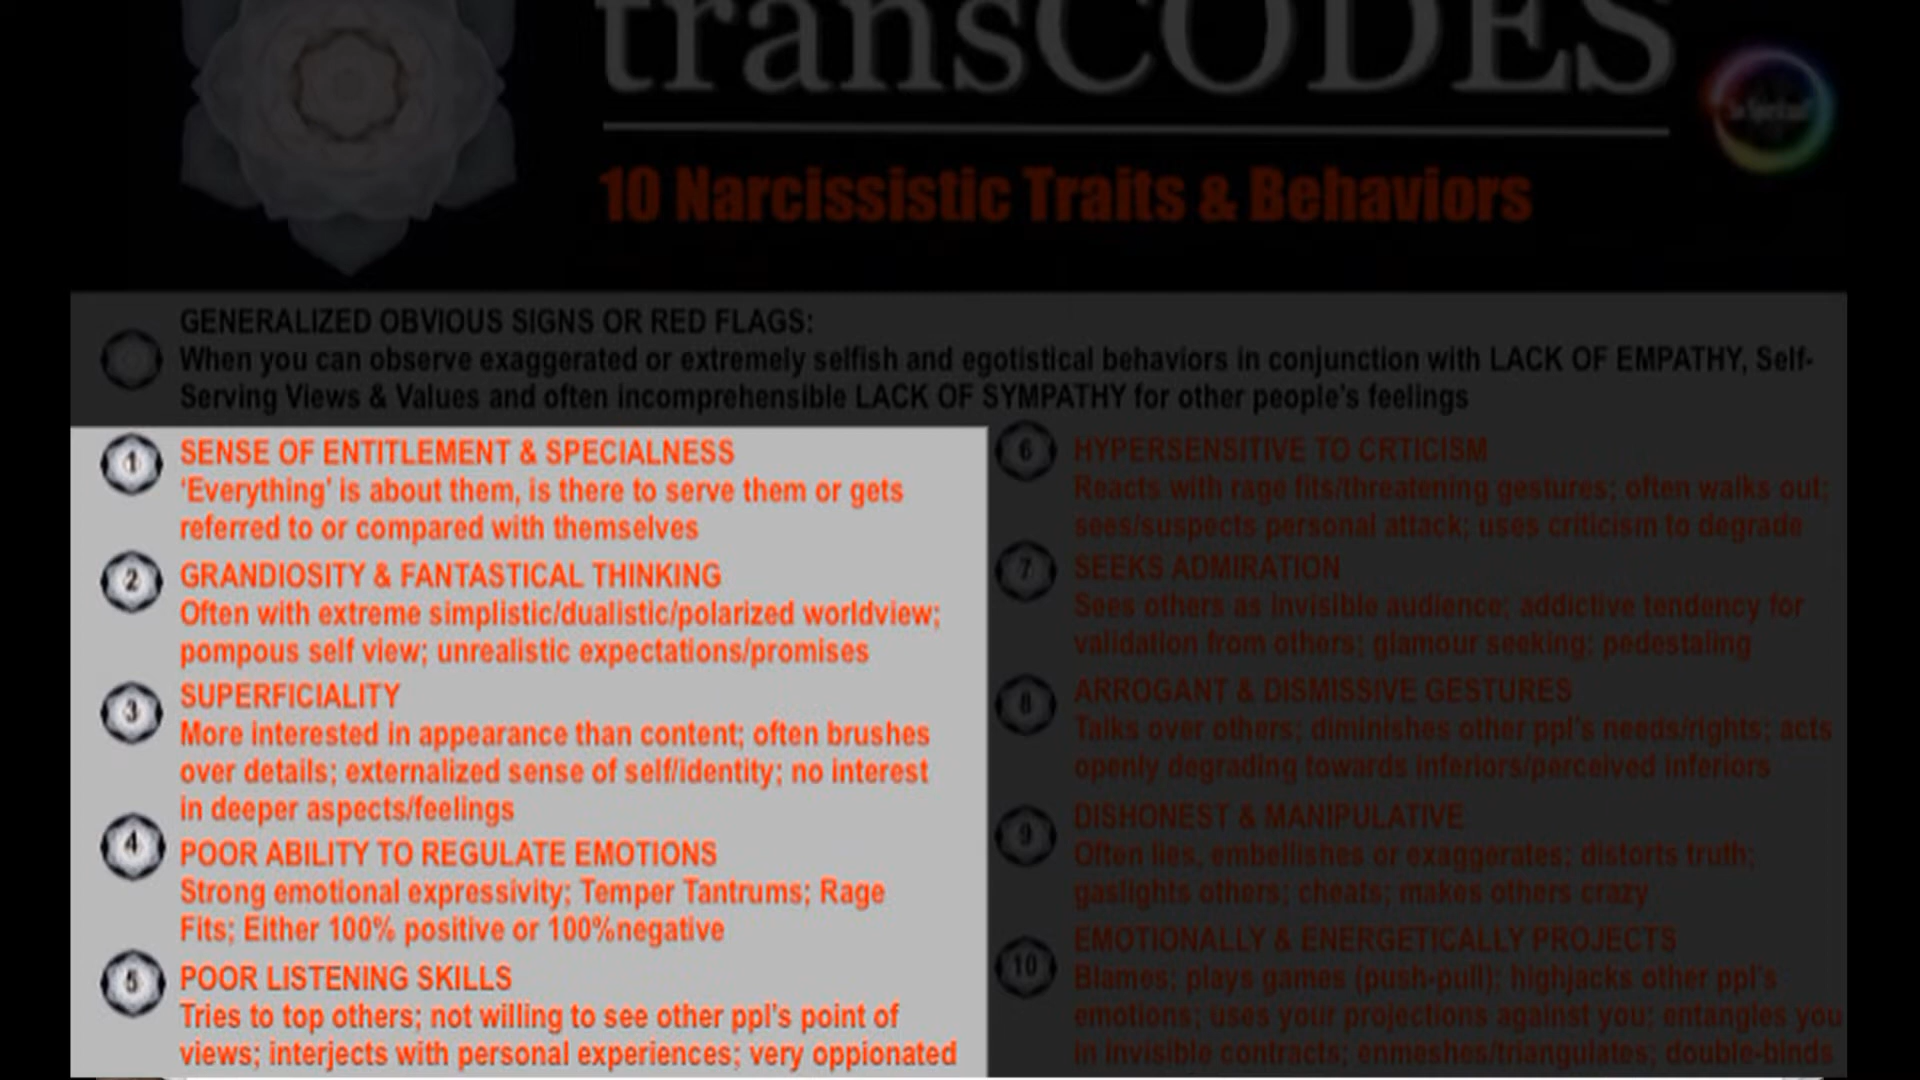 transCODES
10 Narcissistic Traits & Behaviors
GENERALIZED OBVIOUS SIGNS OR RED FLAGS:
When you can observe exaggerated or extremely selfish and egotistical behaviors in conjunction with LACK OF EMPATHY, Self-
Serving Views & Values and often incomprehensible LACK OF SYMPATHY for other people's feelings
1 SENSE OF ENTITLEMENT & SPECIALNESS
‘Everything’ is about them, is there to serve them or gets
referred to or compared with themselves
2 GRANDIOSITY & FANTASTICAL THINKING
Often with extreme simplistic/dualistic/polarized worldview;
pompous self view; unrealistic expectations/promises
3 SUPERFICIALITY
More interested in appearance than content; often brushes
over details; externalized sense of self/identity; no interest
in deeper aspects/feelings
4 POOR ABILITY TO REGULATE EMOTIONS
Strong emotional expressivity; Temper Tantrums; Rage
Fits; Either 100% positive or 100%negative
5 POOR LISTENING SKILLS
Tries to top others; not willing to see other ppl's point of
views; interjects with personal experiences; very oppionated
6 HYPERSENSITIVE TO CRTICISM
Reacts with rage fits/threatening gestures; often walks out;
sees/suspects personal attack; uses criticism to degrade
7 SEEKS ADMIRATION
Sees others as invisible audience; addictive tendency for
validation from others; glamour seeking; pedestaling
8 ARROGANT & DISMISSIVE GESTURES
Talks over others; diminishes other ppl's needs/rights; acts
openly degrading towards inferiors/perceived inferiors
9 DISHONEST & MANIPULATIVE
Often lies, embellishes or exaggerates; distorts truth;
gaslights others; cheats; makes others crazy
10 EMOTIONALLY & ENERGETICALLY PROJECTS
Blames; plays games (push-pull); highjacks other ppl's
emotions; uses your projections against you; entangles you
in invisible contracts; enmeshes/triangulates; double-binds